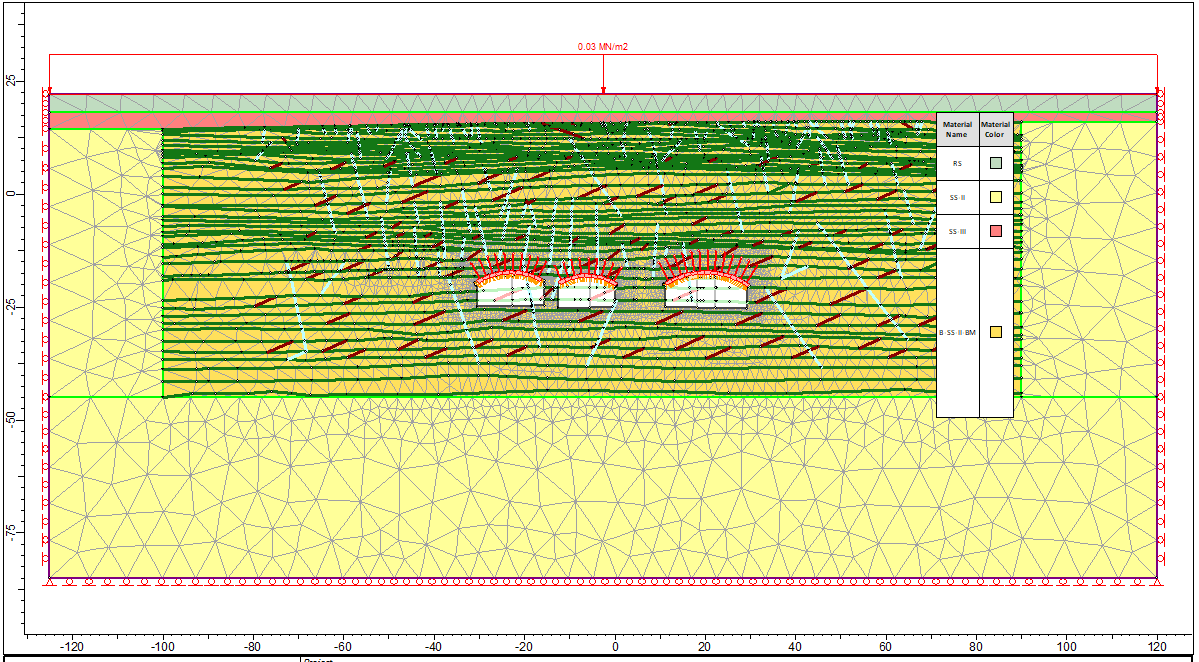 0.03 MN/m2
25
Material Name Material Color
RS
SS-II
0
SS-III
-25
B-SS-II-BM
-50
-75
-120 -100 -80 -60 -40 -20 0 20 40 60 80 100 120
Project